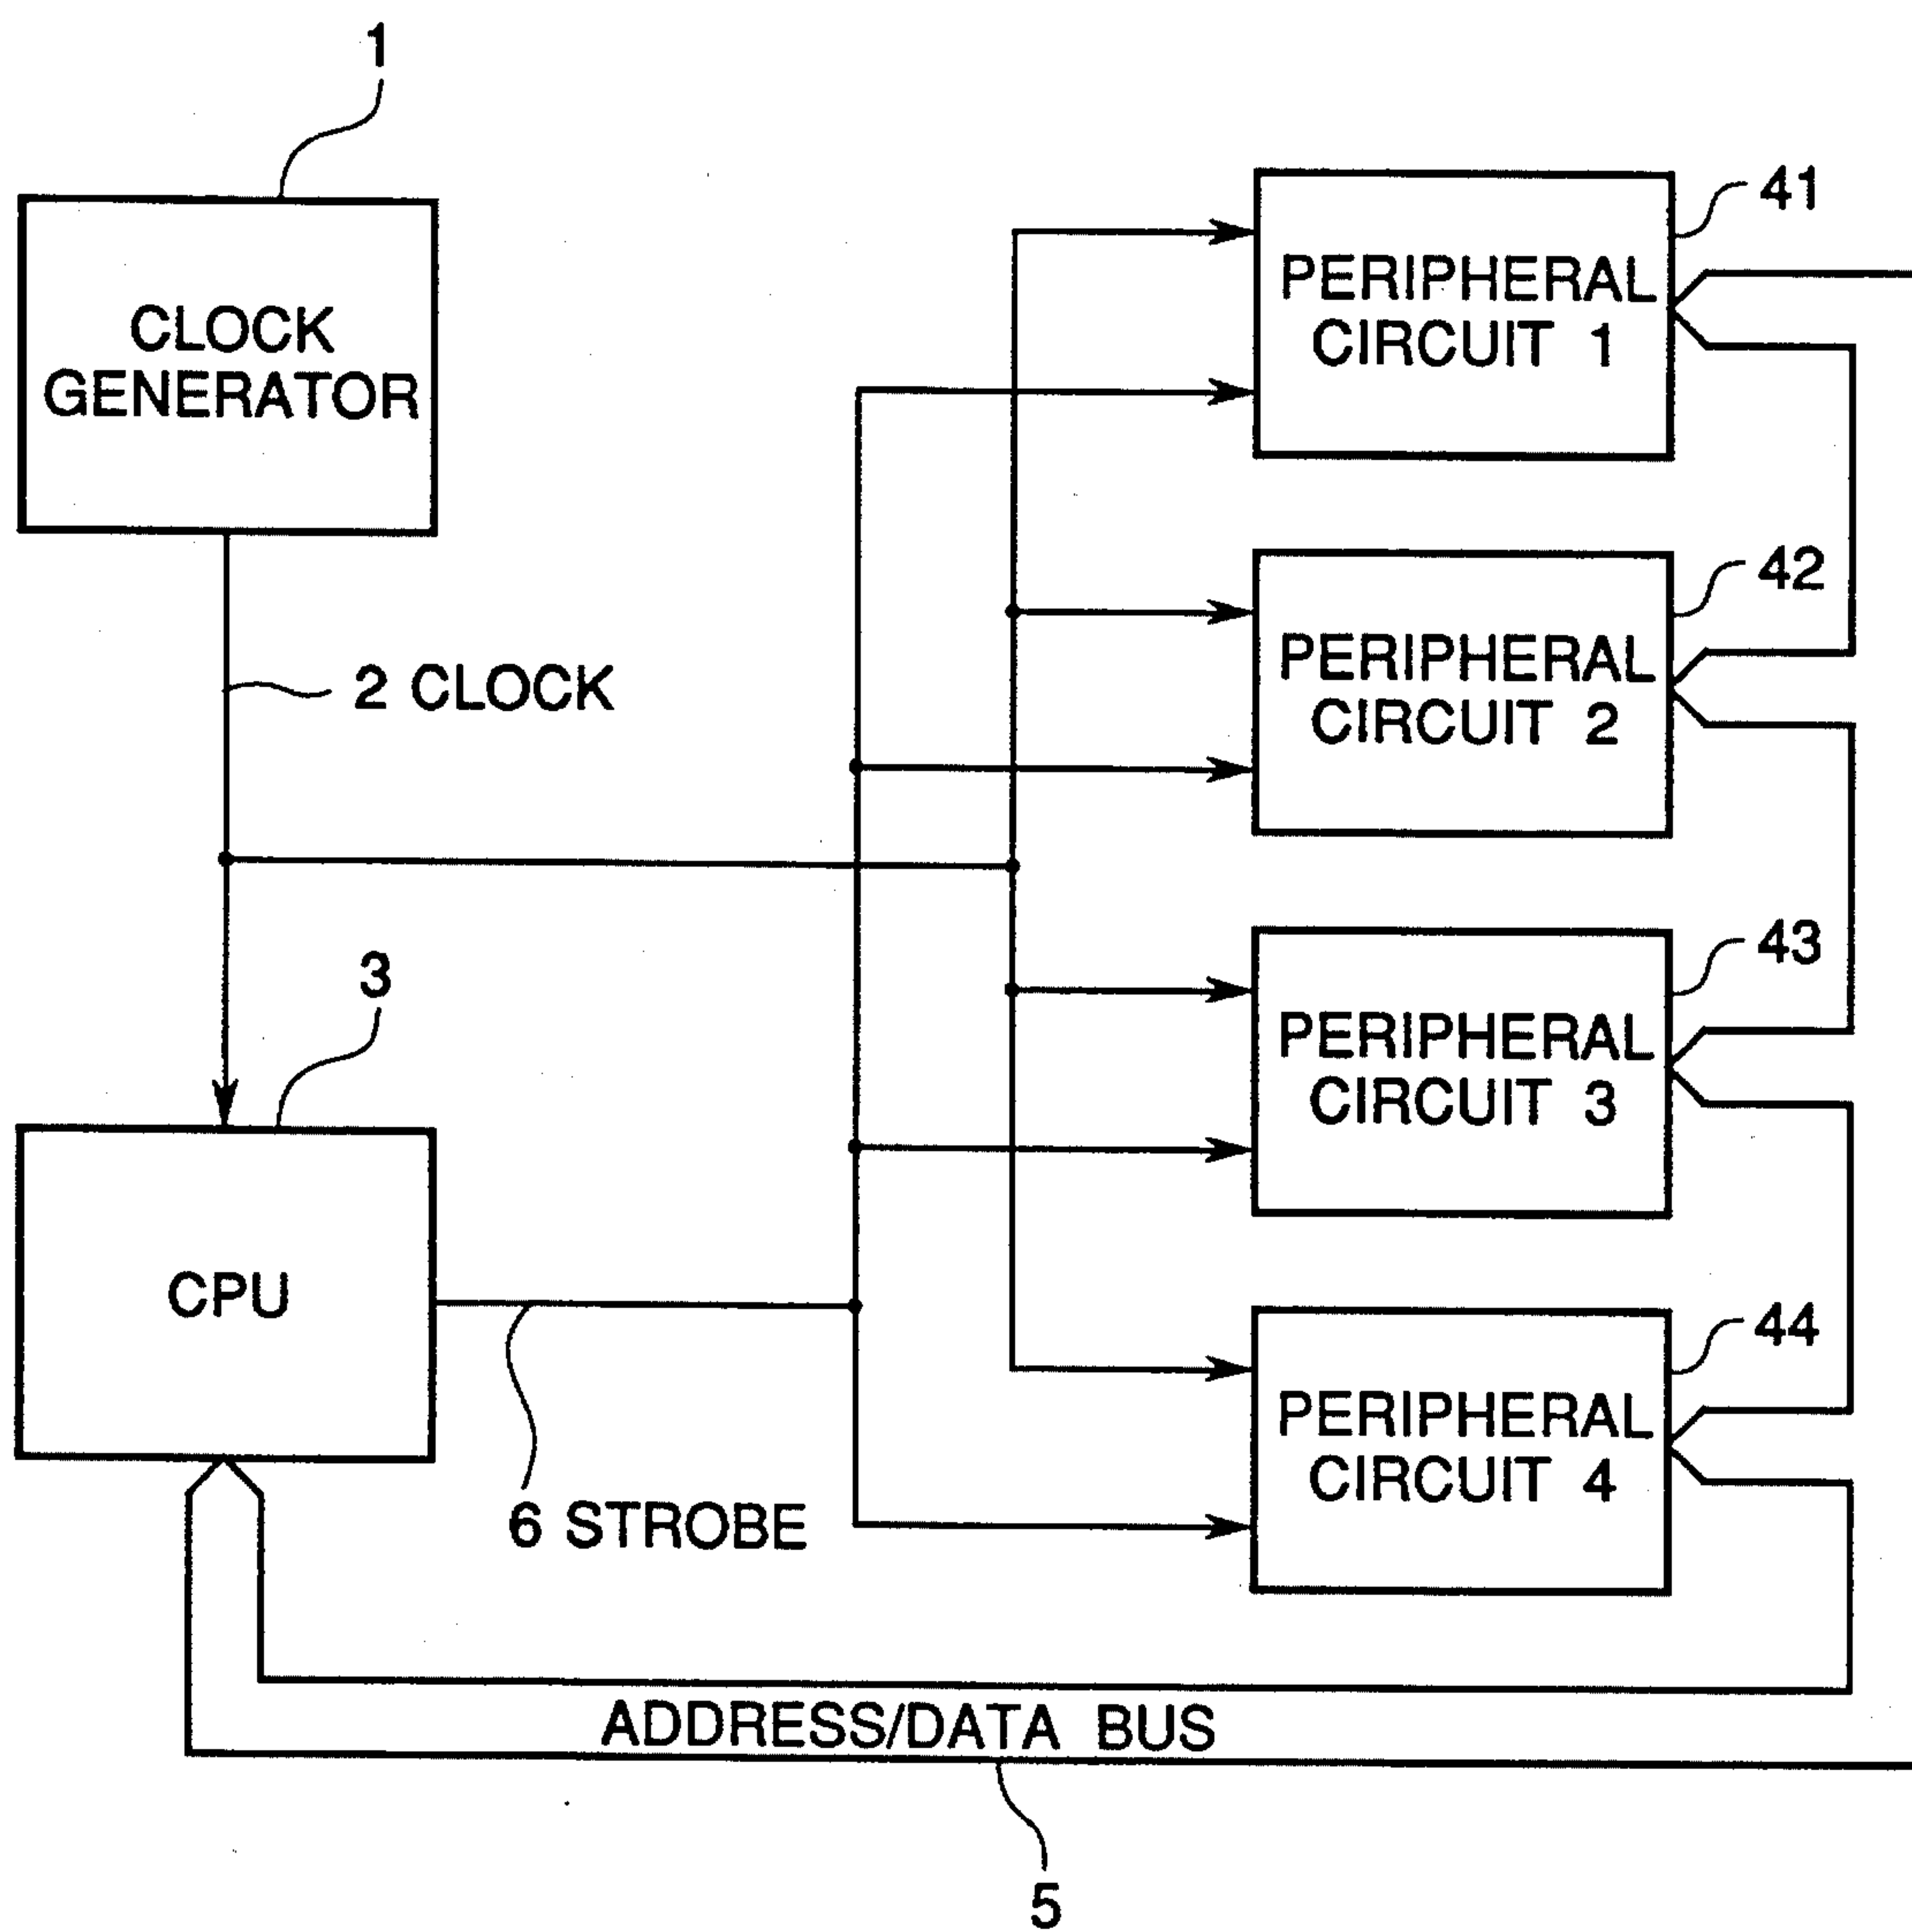 1
CLOCK
GENERATOR
2 CLOCK
3
CPU
6 STROBE
PERIPHERAL
CIRCUIT 1
41
PERIPHERAL
CIRCUIT 2
42
PERIPHERAL
CIRCUIT 3
43
PERIPHERAL
CIRCUIT 4
44
ADDRESS/DATA BUS
5